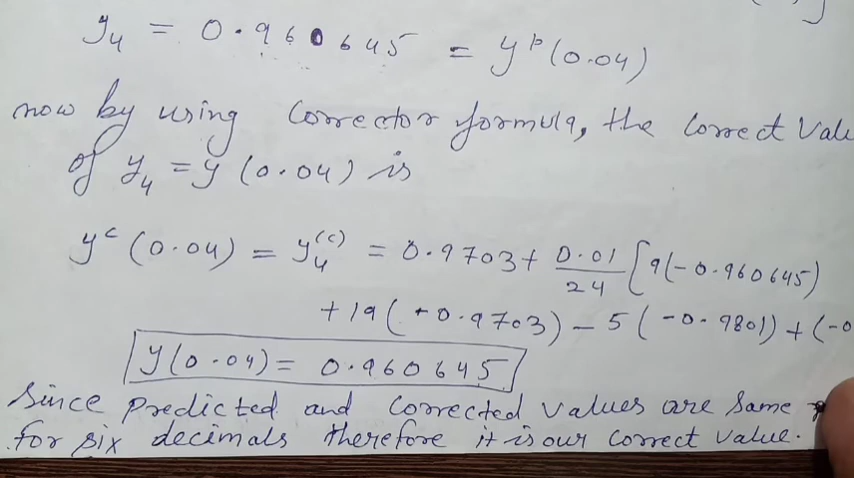 y₄ = 0.960645 = yᵖ(0.04)
now by using Corrector formula, the Correct Valu
of y₄ = y(0.04) is
yᶜ(0.04) = y₄⁽ᶜ⁾ = 0.9703 + 0.01/24 [9(-0.960645)
+19(-0.9703) - 5(-0.9801) + (-0
y(0.04) = 0.960645
Since Predicted and Corrected Values are Same
for six decimals therefore it is our correct value.